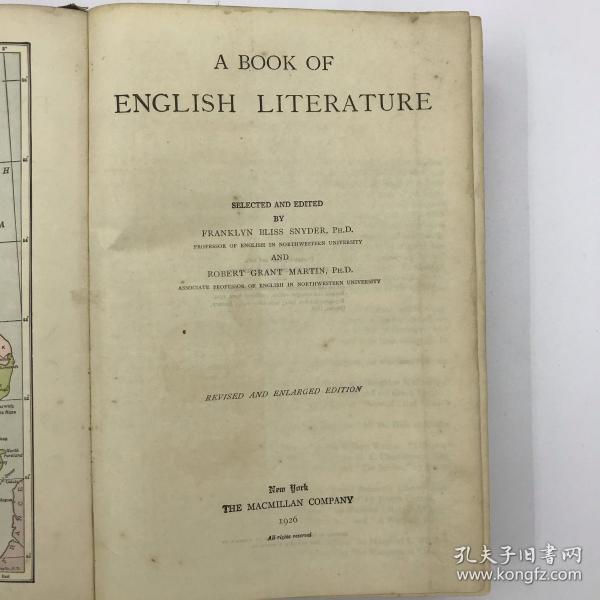 A BOOK OF
ENGLISH LITERATURE
SELECTED AND EDITED
BY
FRANKLYN BLISS SNYDER, PH.D.
PROFESSOR OF ENGLISH IN NORTHWESTERN UNIVERSITY
AND
ROBERT GRANT MARTIN, PH.D.
ASSOCIATE PROFESSOR OF ENGLISH IN NORTHWESTERN UNIVERSITY
REVISED AND ENLARGED EDITION
New York
THE MACMILLAN COMPANY
1926
All rights reserved
孔夫子旧书网
www.kongfz.com